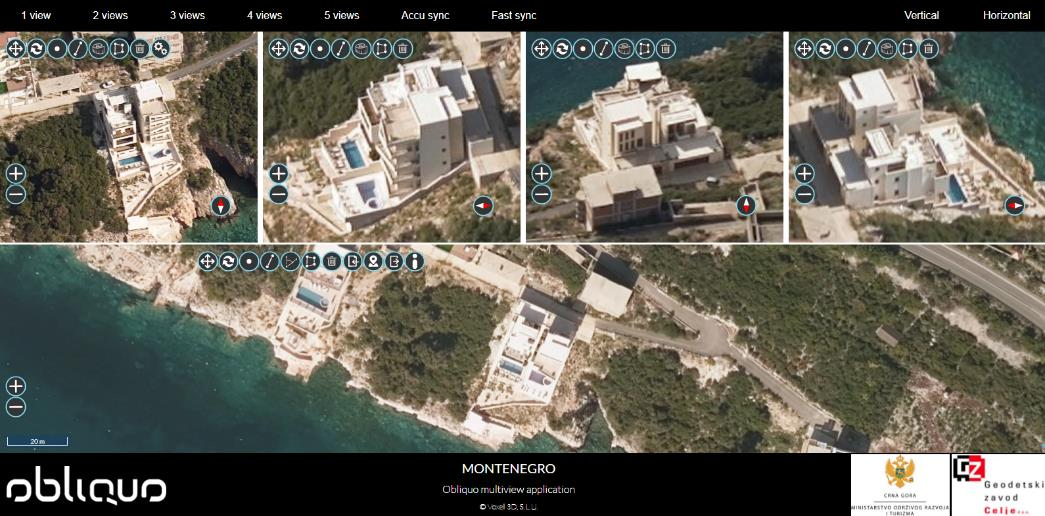 1 view 2 views 3 views 4 views 5 views Accu sync Fast sync Vertical Horizontal
20 m
obliquo
MONTENEGRO
Obliquo multiview application
© Voxell 3D, S.L.U.
CRNA GORA
MINISTARSTVO ODRŽIVOG RAZVOJA
I TURIZMA
GZ
Geodetski
zavod
Celje d.o.o.